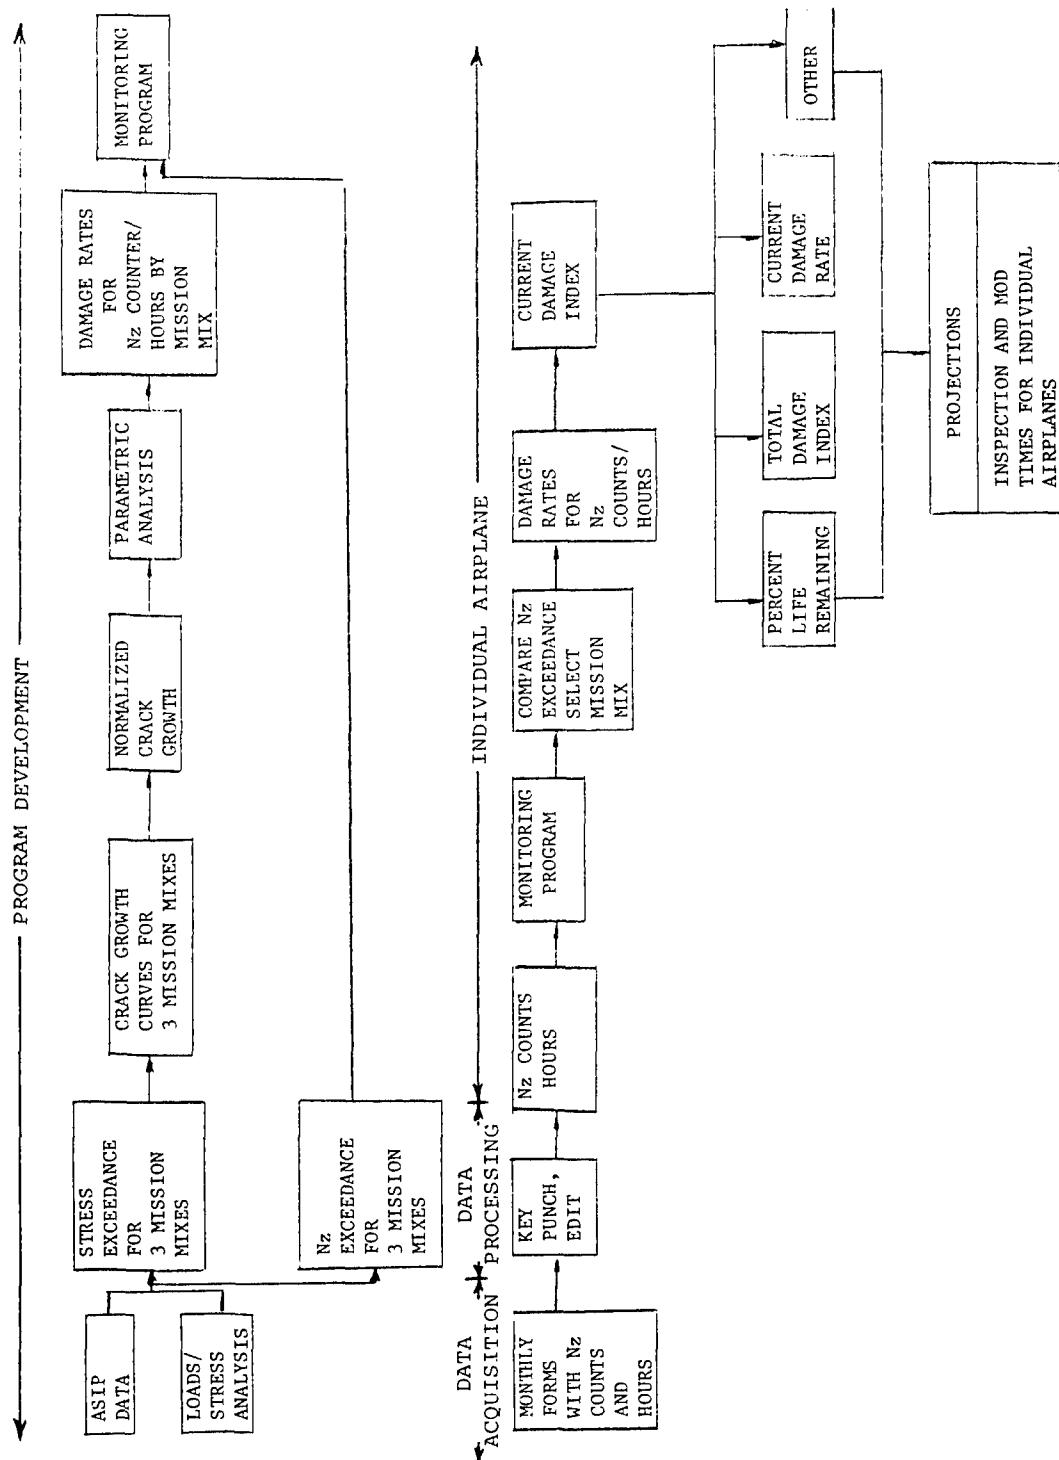 PROGRAM DEVELOPMENT
ASIP
DATA
LOADS/
STRESS
ANALYSIS
STRESS
EXCEEDANCE
FOR
3 MISSION
MIXES
Nz
EXCEEDANCE
FOR
3 MISSION
MIXES
CRACK GROWTH
CURVES FOR
3 MISSION MIXES
NORMALIZED
CRACK
GROWTH
PARAMETRIC
ANALYSIS
DAMAGE RATES
FOR
Nz COUNTER/
HOURS BY
MISSION
MIX
MONITORING
PROGRAM
DATA
ACQUISITION
DATA
PROCESSING
INDIVIDUAL AIRPLANE
MONTHLY
FORMS
WITH Nz
COUNTS
AND
HOURS
KEY
PUNCH,
EDIT
Nz COUNTS
HOURS
MONITORING
PROGRAM
COMPARE Nz
EXCEEDANCE
SELECT
MISSION
MIX
DAMAGE
RATES
FOR
Nz
COUNTS/
HOURS
CURRENT
DAMAGE
INDEX
PERCENT
LIFE
REMAINING
TOTAL
DAMAGE
INDEX
CURRENT
DAMAGE
RATE
OTHER
PROJECTIONS
INSPECTION AND MOD
TIMES FOR INDIVIDUAL
AIRPLANES